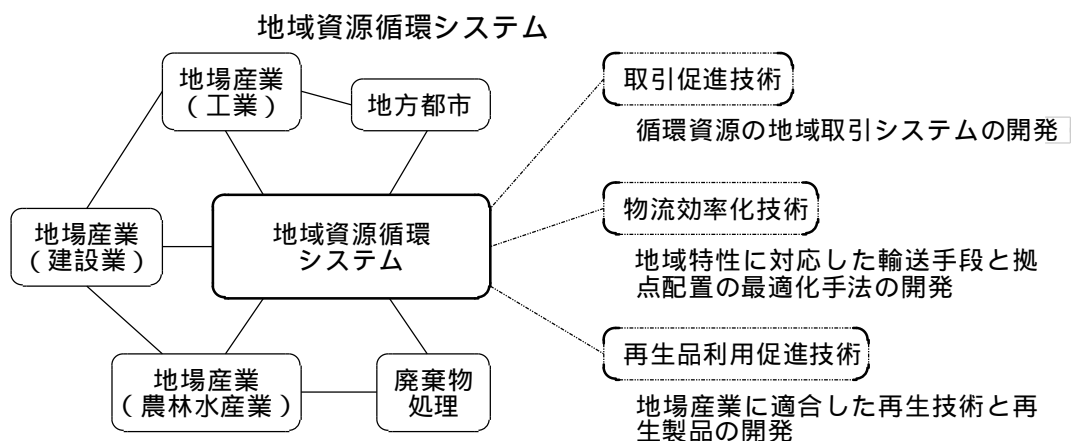 地域資源循環システム
地場産業
（工業）
地方都市
地場産業
（建設業）
地域資源循環
システム
地場産業
（農林水産業）
廃棄物
処理
取引促進技術
循環資源の地域取引システムの開発
物流効率化技術
地域特性に対応した輸送手段と拠
点配置の最適化手法の開発
再生品利用促進技術
地場産業に適合した再生技術と再
生製品の開発